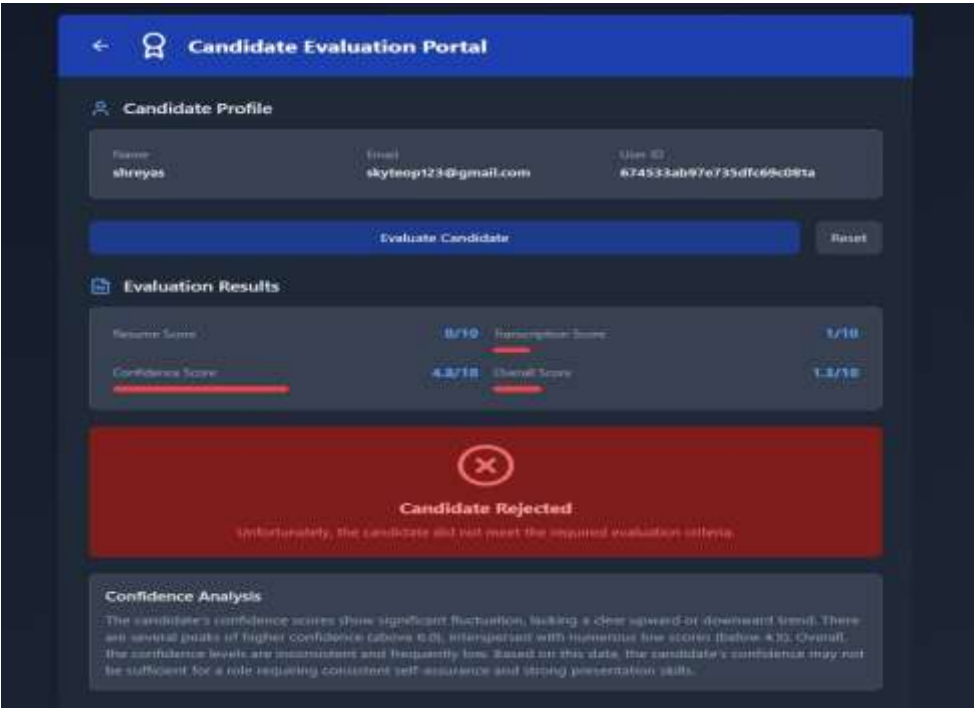 Candidate Evaluation Portal
Candidate Profile
Name Email User ID
shreyas skyteop123@gmail.com
Evaluate Candidate Reset
Evaluation Results
Resume Score 0/10 Transcription Score 1/10
Confidence Score 4.8/10 Overall Score
Candidate Rejected
Unfortunately, the candidate did not meet the required evaluation criteria.
Confidence Analysis
The candidate's confidence scores show significant fluctuation, lacking a clear upward or downward trend. There
are several peaks of higher confidence (above 6.0), interspersed with numerous low scores (below 4.5). Overall,
the confidence levels are inconsistent and frequently low. Based on this data, the candidate's confidence may not
be sufficient for a role requiring consistent self-assurance and strong presentation skills.